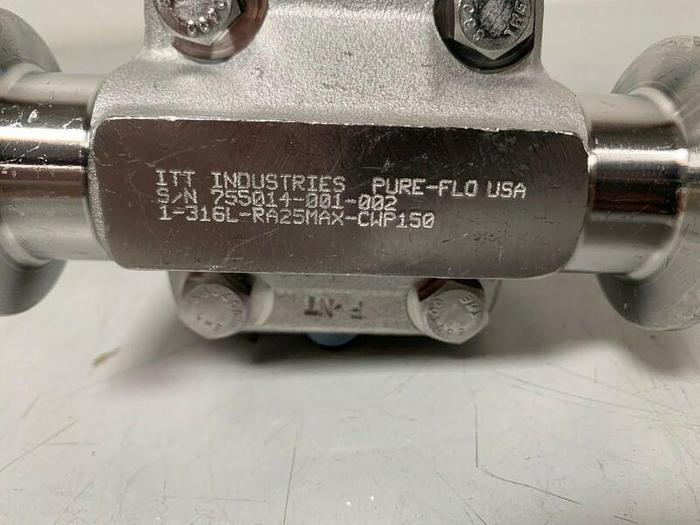 ITT INDUSTRIES PURE-FLO USA
S/N 755014-001-002
1-316L-RA25MAX-CWP150